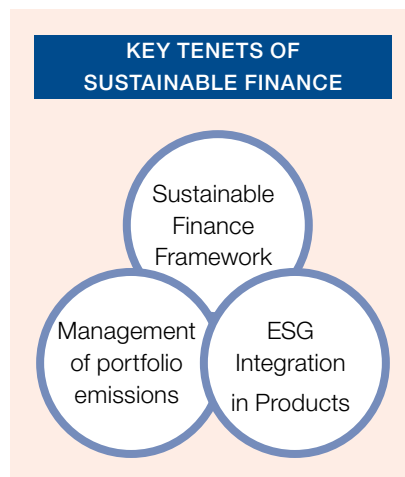 KEY TENETS OF
SUSTAINABLE FINANCE
Sustainable
Finance
Framework
Management
of portfolio
emissions
ESG
Integration
in Products